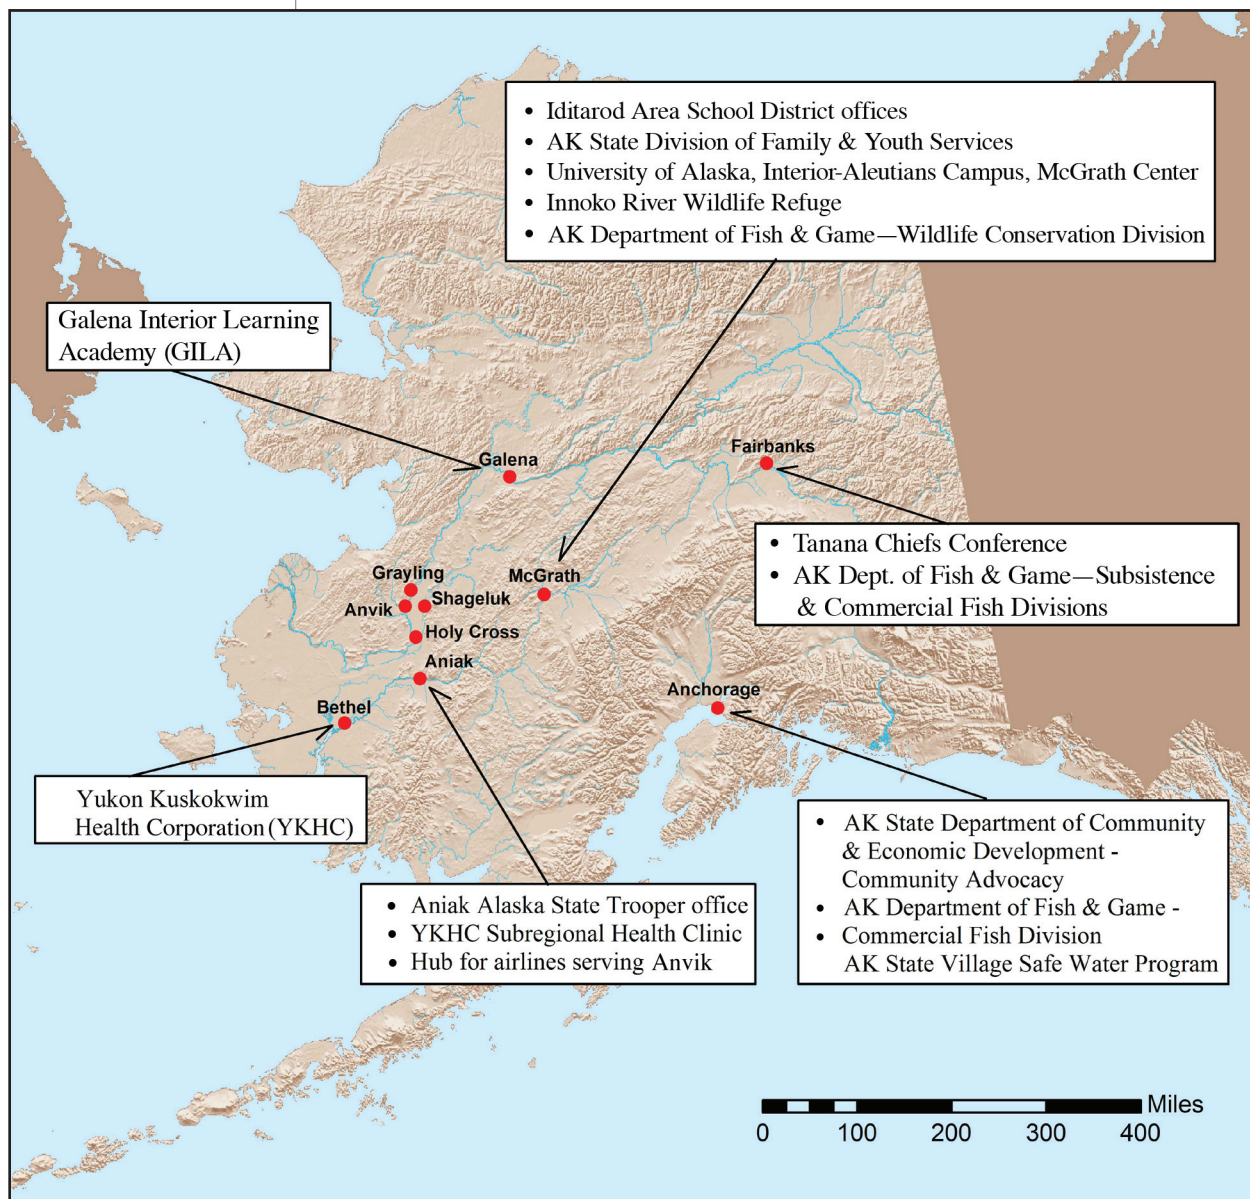 • Iditarod Area School District offices
• AK State Division of Family & Youth Services
• University of Alaska, Interior-Aleutians Campus, McGrath Center
• Innoko River Wildlife Refuge
• AK Department of Fish & Game—Wildlife Conservation Division
Galena Interior Learning
Academy (GILA)
Galena
Fairbanks
• Tanana Chiefs Conference
• AK Dept. of Fish & Game—Subsistence
& Commercial Fish Divisions
Grayling
McGrath
Anvik
Shageluk
Holy Cross
Aniak
Bethel
Anchorage
Yukon Kuskokwim
Health Corporation (YKHC)
• Aniak Alaska State Trooper office
• YKHC Subregional Health Clinic
• Hub for airlines serving Anvik
• AK State Department of Community
& Economic Development -
Community Advocacy
• AK Department of Fish & Game -
• Commercial Fish Division
AK State Village Safe Water Program
Miles
0 100 200 300 400